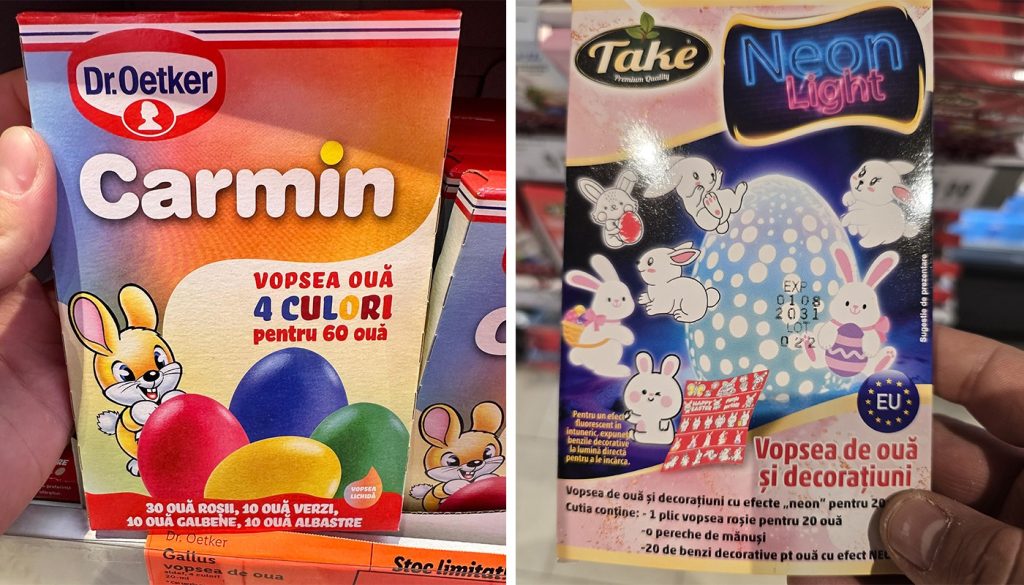 Dr.Oetker
Carmin
VOPSEA OUĂ
4 CULORI
pentru 60 ouă
VOPSEA
LICHIDĂ
30 OUĂ ROȘII, 10 OUĂ VERZI,
10 OUĂ GALBENE, 10 OUĂ ALBASTRE
Dr. Oetker
Gallus
vopsea de oua
Stoc limitat
Takē
Premium Quality
Neon
Light
EXP
0108
2031
LOT
022
Sugestie de prezentare
EU
HAPPY
EASTER
Pentru un efect
fluorescent în
întuneric, expuneți
benzile decorative
la lumină directă
pentru a le încărca.
Vopsea de ouă
și decorațiuni
Vopsea de ouă și decorațiuni cu efecte „neon” pentru 20
Cutia conține: - 1 plic vopsea roșie pentru 20 ouă
-o pereche de mănuși
-20 de benzi decorative pt ouă cu efect NE